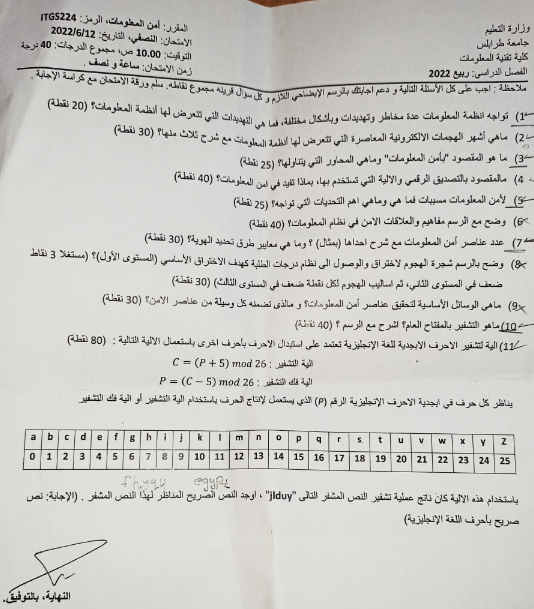 وزارة التعليم
جامعة طرابلس
كلية تقنية المعلومات
الفصل الدراسي: ربيع 2022
المقرر: أمن المعلومات، الرمز: ITGS224
الامتحان: النصفي، التاريخ: 2022/6/12
التوقيت: 10.00 ص، مجموع الدرجات: 40 درجة
زمن الامتحان: ساعة و نصف.
ملاحظة : اجب على كل الأسئلة التالية و دعم اجابتك بالرسم الإيضاحي اللازم و كل سؤال قرينه مجموع نقاطه. سلم ورقة الامتحان مع كراسة الإجابة.
1) تواجه انظمة المعلومات عدة مخاطر وتهديدات وبأشكال مختلفة، فما هي التهديدات التي تتعرض لها أنظمة المعلومات؟ (20 نقطة)
2) ماهي أشهر الهجمات الالكترونية المعاصرة التي تتعرض لها أنظمة المعلومات مع شرح ثلاث منها؟ (30 نقطة)
3) ما هو المقصود "بأمن المعلومات" وماهي المحاور التي يتناولها؟ (25 نقطة)
4) ماالمقصود بالتصديق الرقمي والآلية التي تستخدم بها، بماذا تفيد في امن المعلومات؟ (40 نقطة)
5) لأمن المعلومات مسببات فما هي وما هي اهم التحديات التي تواجهه؟ (25 نقطة)
6) وضح مع رسم مفاهيم والعلاقات الامن في نظام المعلومات؟ (40 نقطة)
7) عدد عناصر أمن المعلومات مع شرح احداها (بمثال) ؟ وما هي معايير طرق تحديد الهوية؟ (30 نقطة)
8) وضح بالرسم شجرة الهجوم لاختراق والوصول الى نظام درجات الطلبة كهدف الاختراق الأساسي (المستوى الأول)؟ (مستغلا 3 نقاط
ضعف في المستوى الثاني، ثم اساليب الهجوم لكل نقطة ضعف في المستوى الثالث) (30 نقطة)
9) ماهي الوسائل الأساسية لتحقيق عناصر أمن المعلومات؟ و مالذي تضمنه كل وسيلة من عناصر الأمن؟ (30 نقطة)
10) ماهو التشفير بالمفتاح العام؟ اشرح مع الرسم ؟ (40 نقطة)
11) الية لتشفير الاحرف الابجدية للغة الإنجليزية تعتمد على استبدال الاحرف بأحرف اخرى باستعمال الالية التالية : (80 نقطة)
الية التشفير : C = (P + 5) mod 26
الية فك التشفير : P = (C − 5) mod 26
يناظر كل حرف في ابجدية الاحرف الإنجليزية الرقم (P) الذي يستعمل لإنتاج الحرف باستخدام الية التشفير أو الية فك التشفير
a b c d e f g h i j k l m n o p q r s t u v w x y z
0 1 2 3 4 5 6 7 8 9 10 11 12 13 14 15 16 17 18 19 20 21 22 23 24 25
باستخدام هذه الالية كان ناتج عملية تشفير النص المشفر التالي "jlduy" ، اوجد النص الصريح المناظر لهذا النص المشفر. (الإجابة: نص
صريح بأحرف اللغة الإنجليزية؟)
النهاية، بالتوفيق.